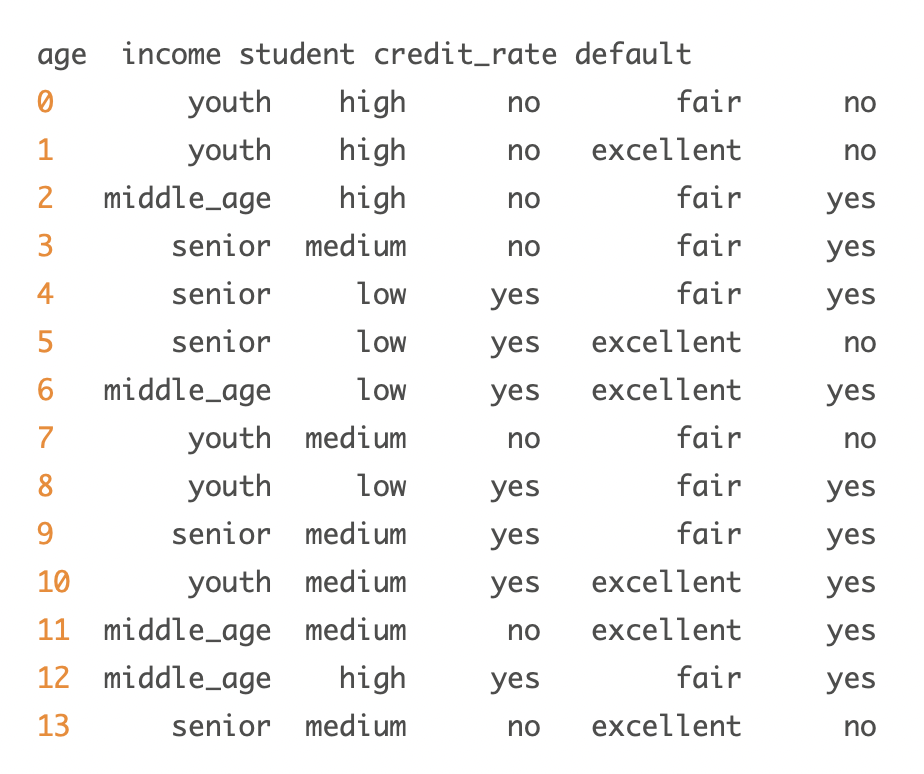 age income student credit_rate default
0 youth high no fair no
1 youth high no excellent no
2 middle_age high no fair yes
3 senior medium no fair yes
4 senior low yes fair yes
5 senior low yes excellent no
6 middle_age low yes excellent yes
7 youth medium no fair no
8 youth low yes fair yes
9 senior medium yes fair yes
10 youth medium yes excellent yes
11 middle_age medium no excellent yes
12 middle_age high yes fair yes
13 senior medium no excellent no